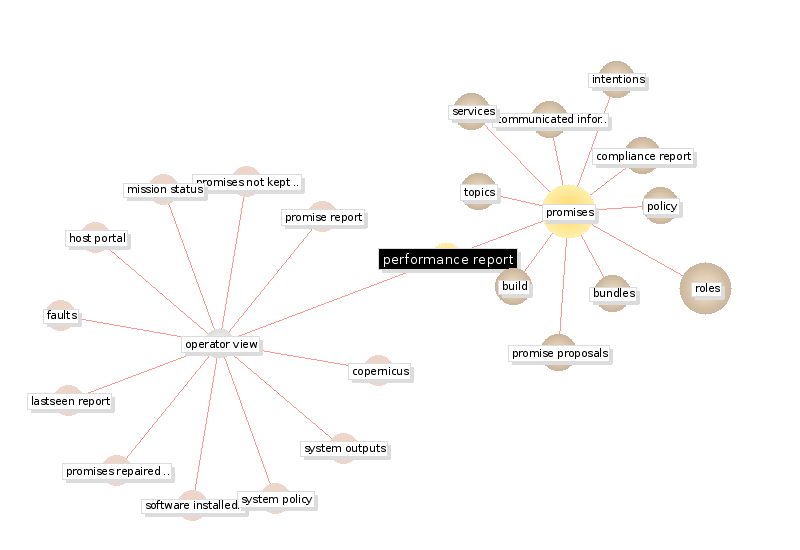 intentions
services
communicated infor..
compliance report
promises not kept ..
mission status
topics
policy
promises
promise report
host portal
performance report
build
roles
bundles
faults
operator view
promise proposals
copernicus
lastseen report
system outputs
promises repaired ..
system policy
software installed.